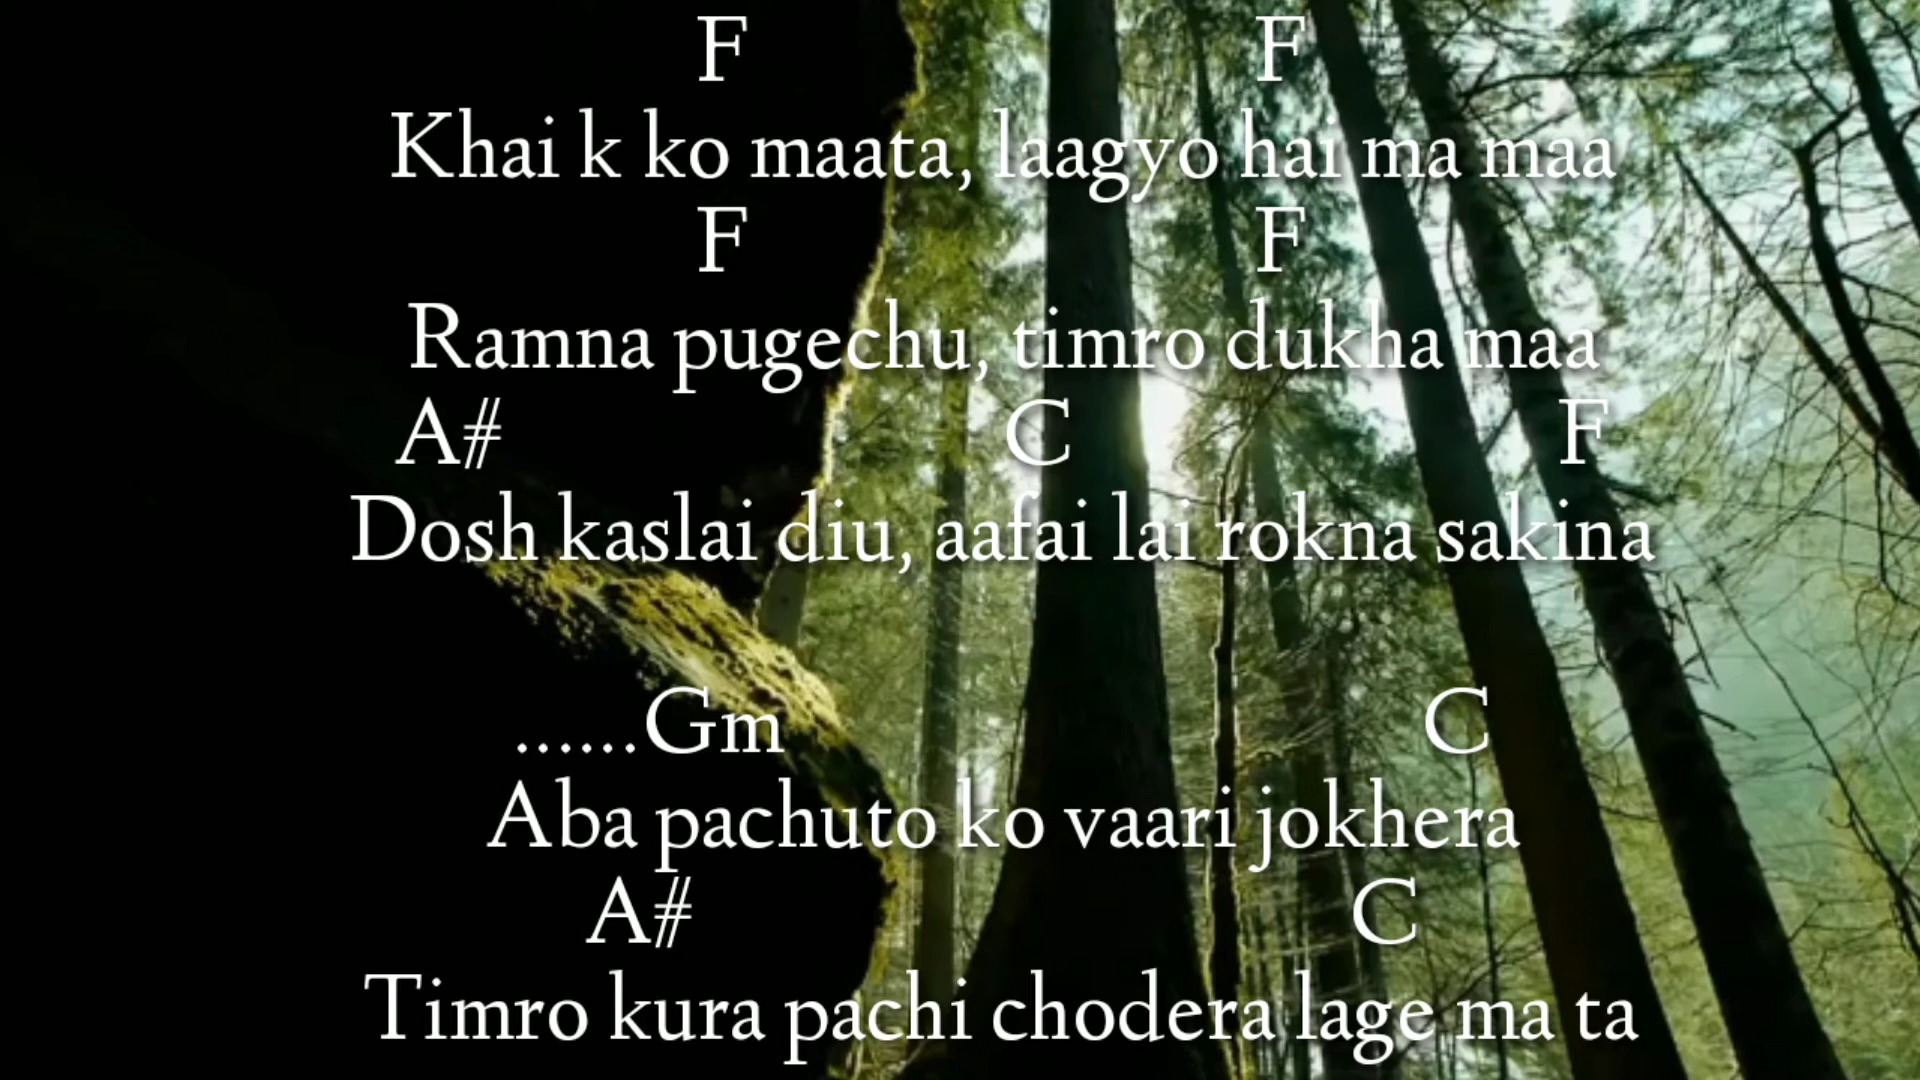 F F
Khai k ko maata, laagyo hai ma maa
F F
Ramna pugechu, timro dukha maa
A# C F
Dosh kaslai diu, aafai lai rokna sakina
......Gm C
Aba pachuto ko vaari jokhera
A# C
Timro kura pachi chodera lage ma ta